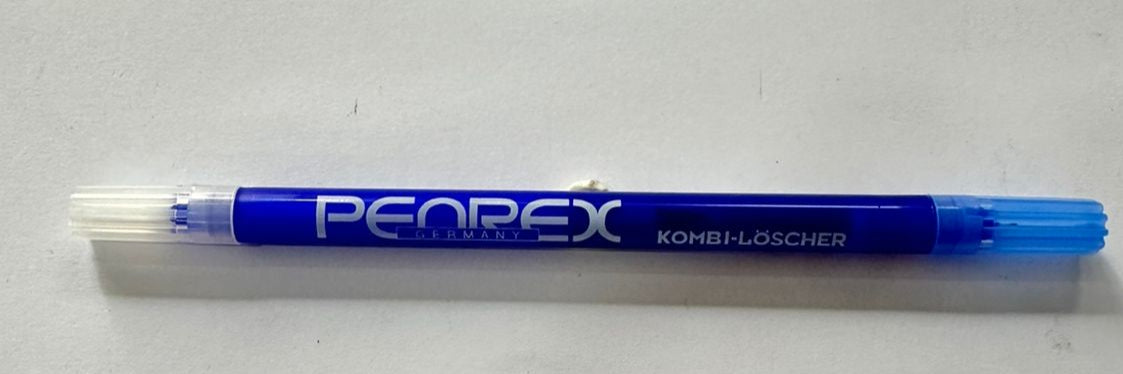 PENREX
GERMANY
KOMBI-LÖSCHER